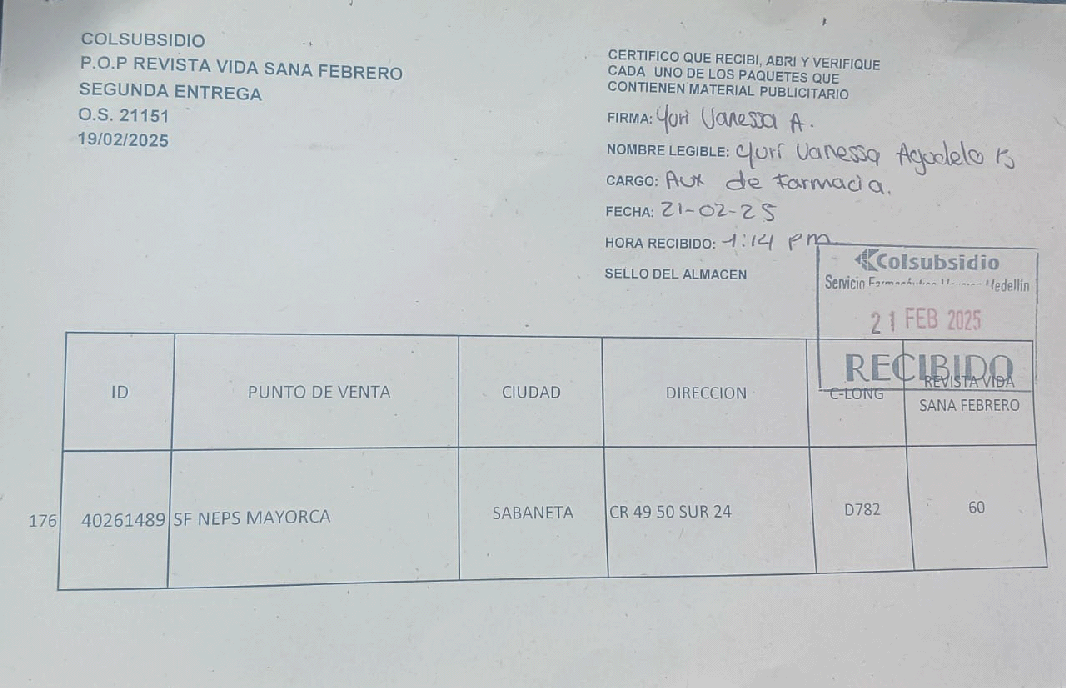 COLSUBSIDIO
P.O.P REVISTA VIDA SANA FEBRERO
SEGUNDA ENTREGA
O.S. 21151
19/02/2025
CERTIFICO QUE RECIBI, ABRI Y VERIFIQUE
CADA UNO DE LOS PAQUETES QUE
CONTIENEN MATERIAL PUBLICITARIO
FIRMA: Yuri Vanessa A.
NOMBRE LEGIBLE: Yuri Vanessa Agudelo B
CARGO: Aux de Farmacia.
FECHA: 21-02-25
HORA RECIBIDO: 1:14 pm
SELLO DEL ALMACEN
Colsubsidio
Servicio Medellín
21 FEB 2025
RECIBIDO
ID PUNTO DE VENTA CIUDAD DIRECCION C-LONG REVISTA VIDA
SANA FEBRERO
176 40261489 SF NEPS MAYORCA SABANETA CR 49 50 SUR 24 D782 60